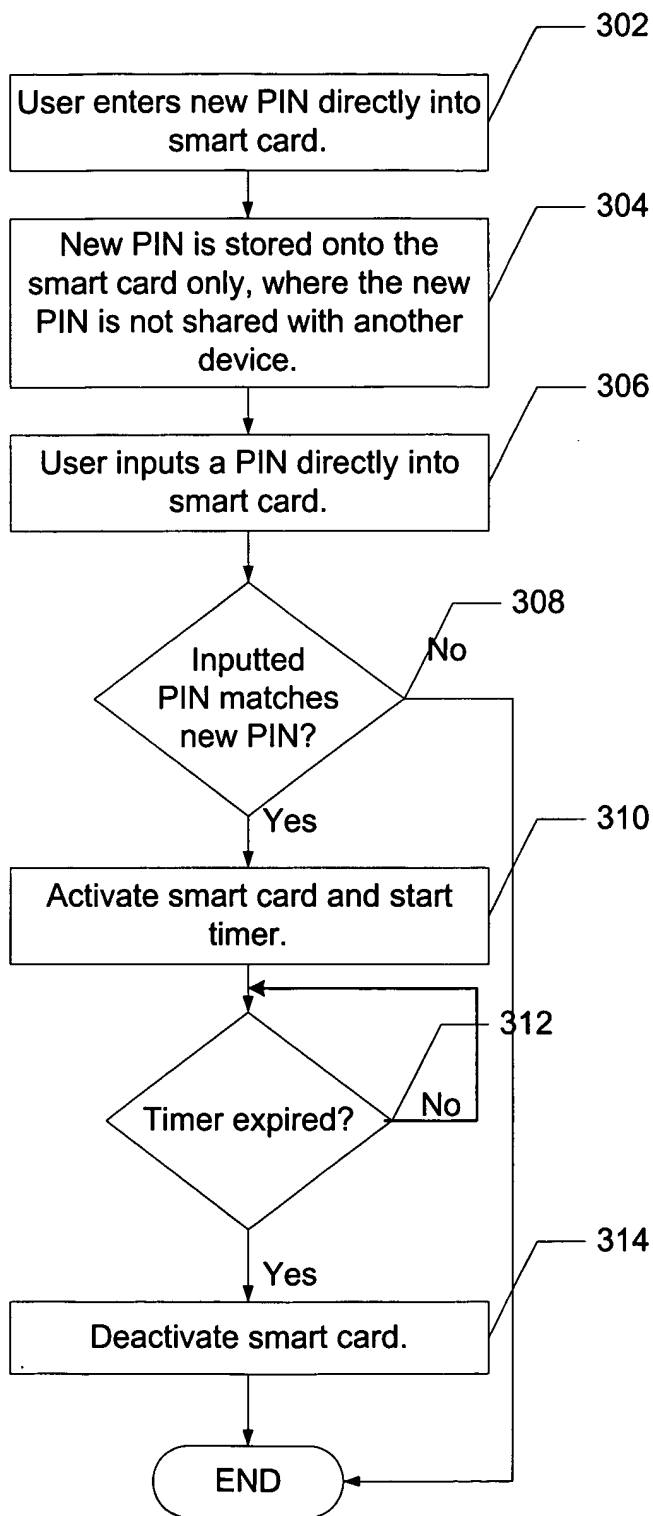 302
User enters new PIN directly into
smart card.
304
New PIN is stored onto the
smart card only, where the new
PIN is not shared with another
device.
306
User inputs a PIN directly into
smart card.
308
No
Inputted
PIN matches
new PIN?
Yes
310
Activate smart card and start
timer.
312
No
Timer expired?
Yes
314
Deactivate smart card.
END